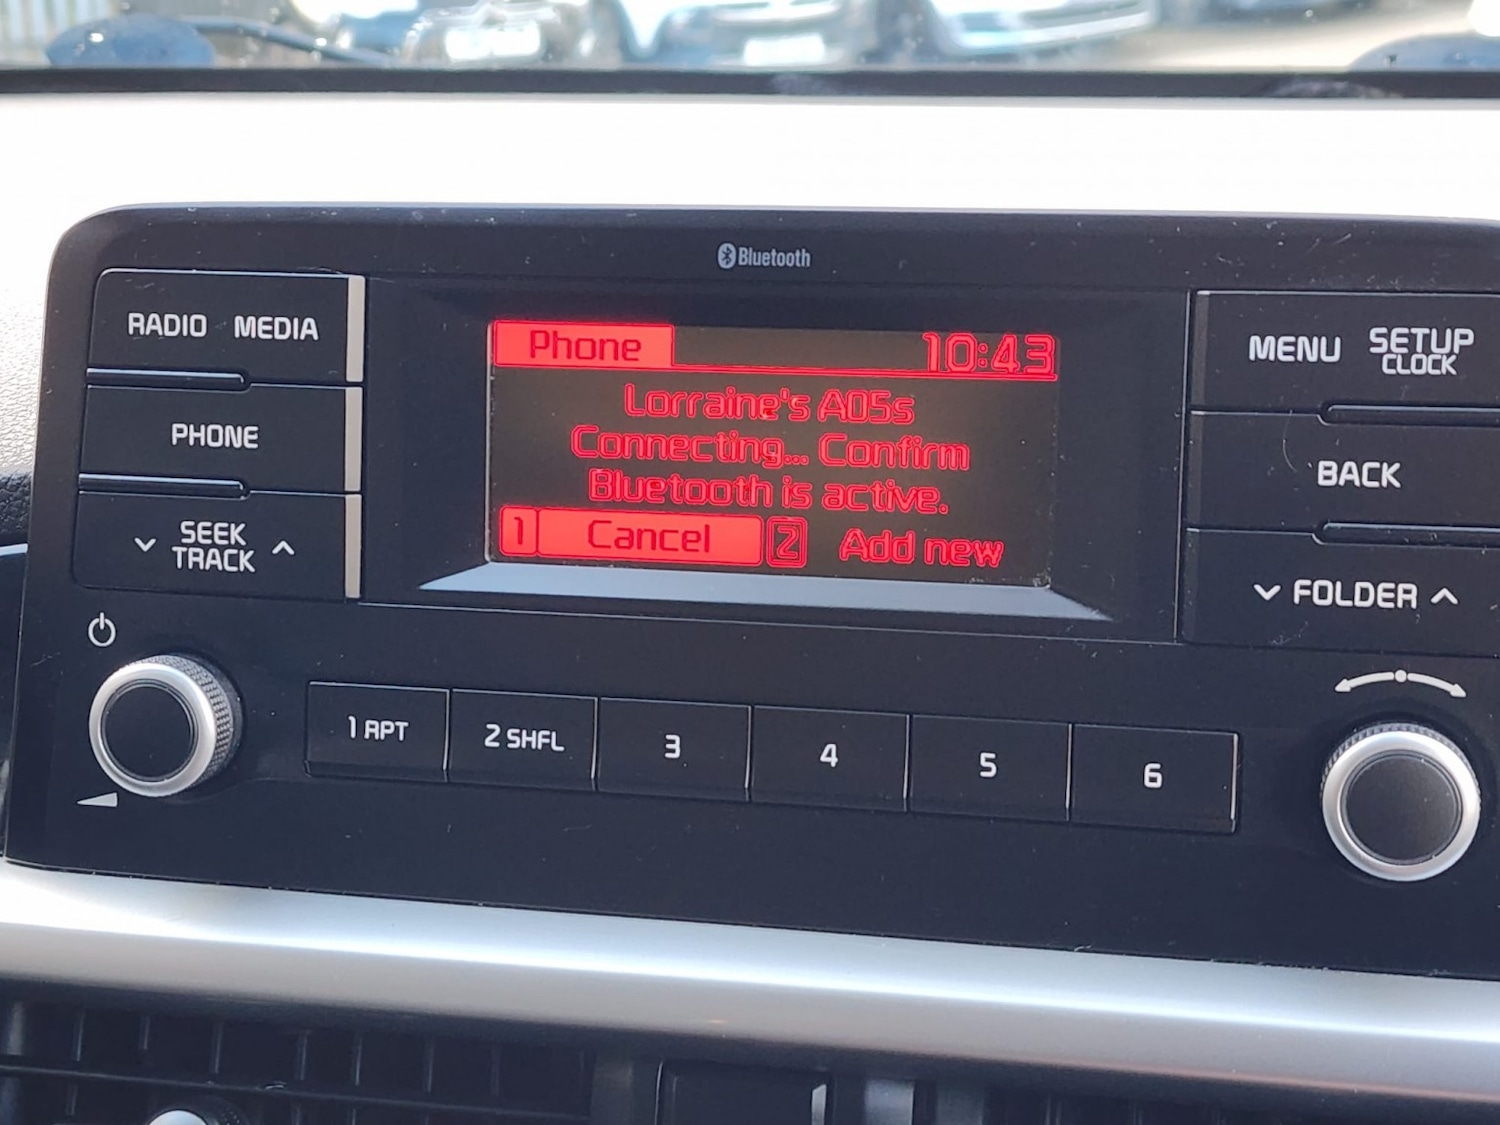 Bluetooth
RADIO MEDIA
PHONE
SEEK
TRACK
Phone 10:43
Lorraine's A05s
Connecting... Confirm
Bluetooth is active.
1 Cancel 2 Add new
MENU SETUP
CLOCK
BACK
FOLDER
1 RPT
2 SHFL
3
4
5
6